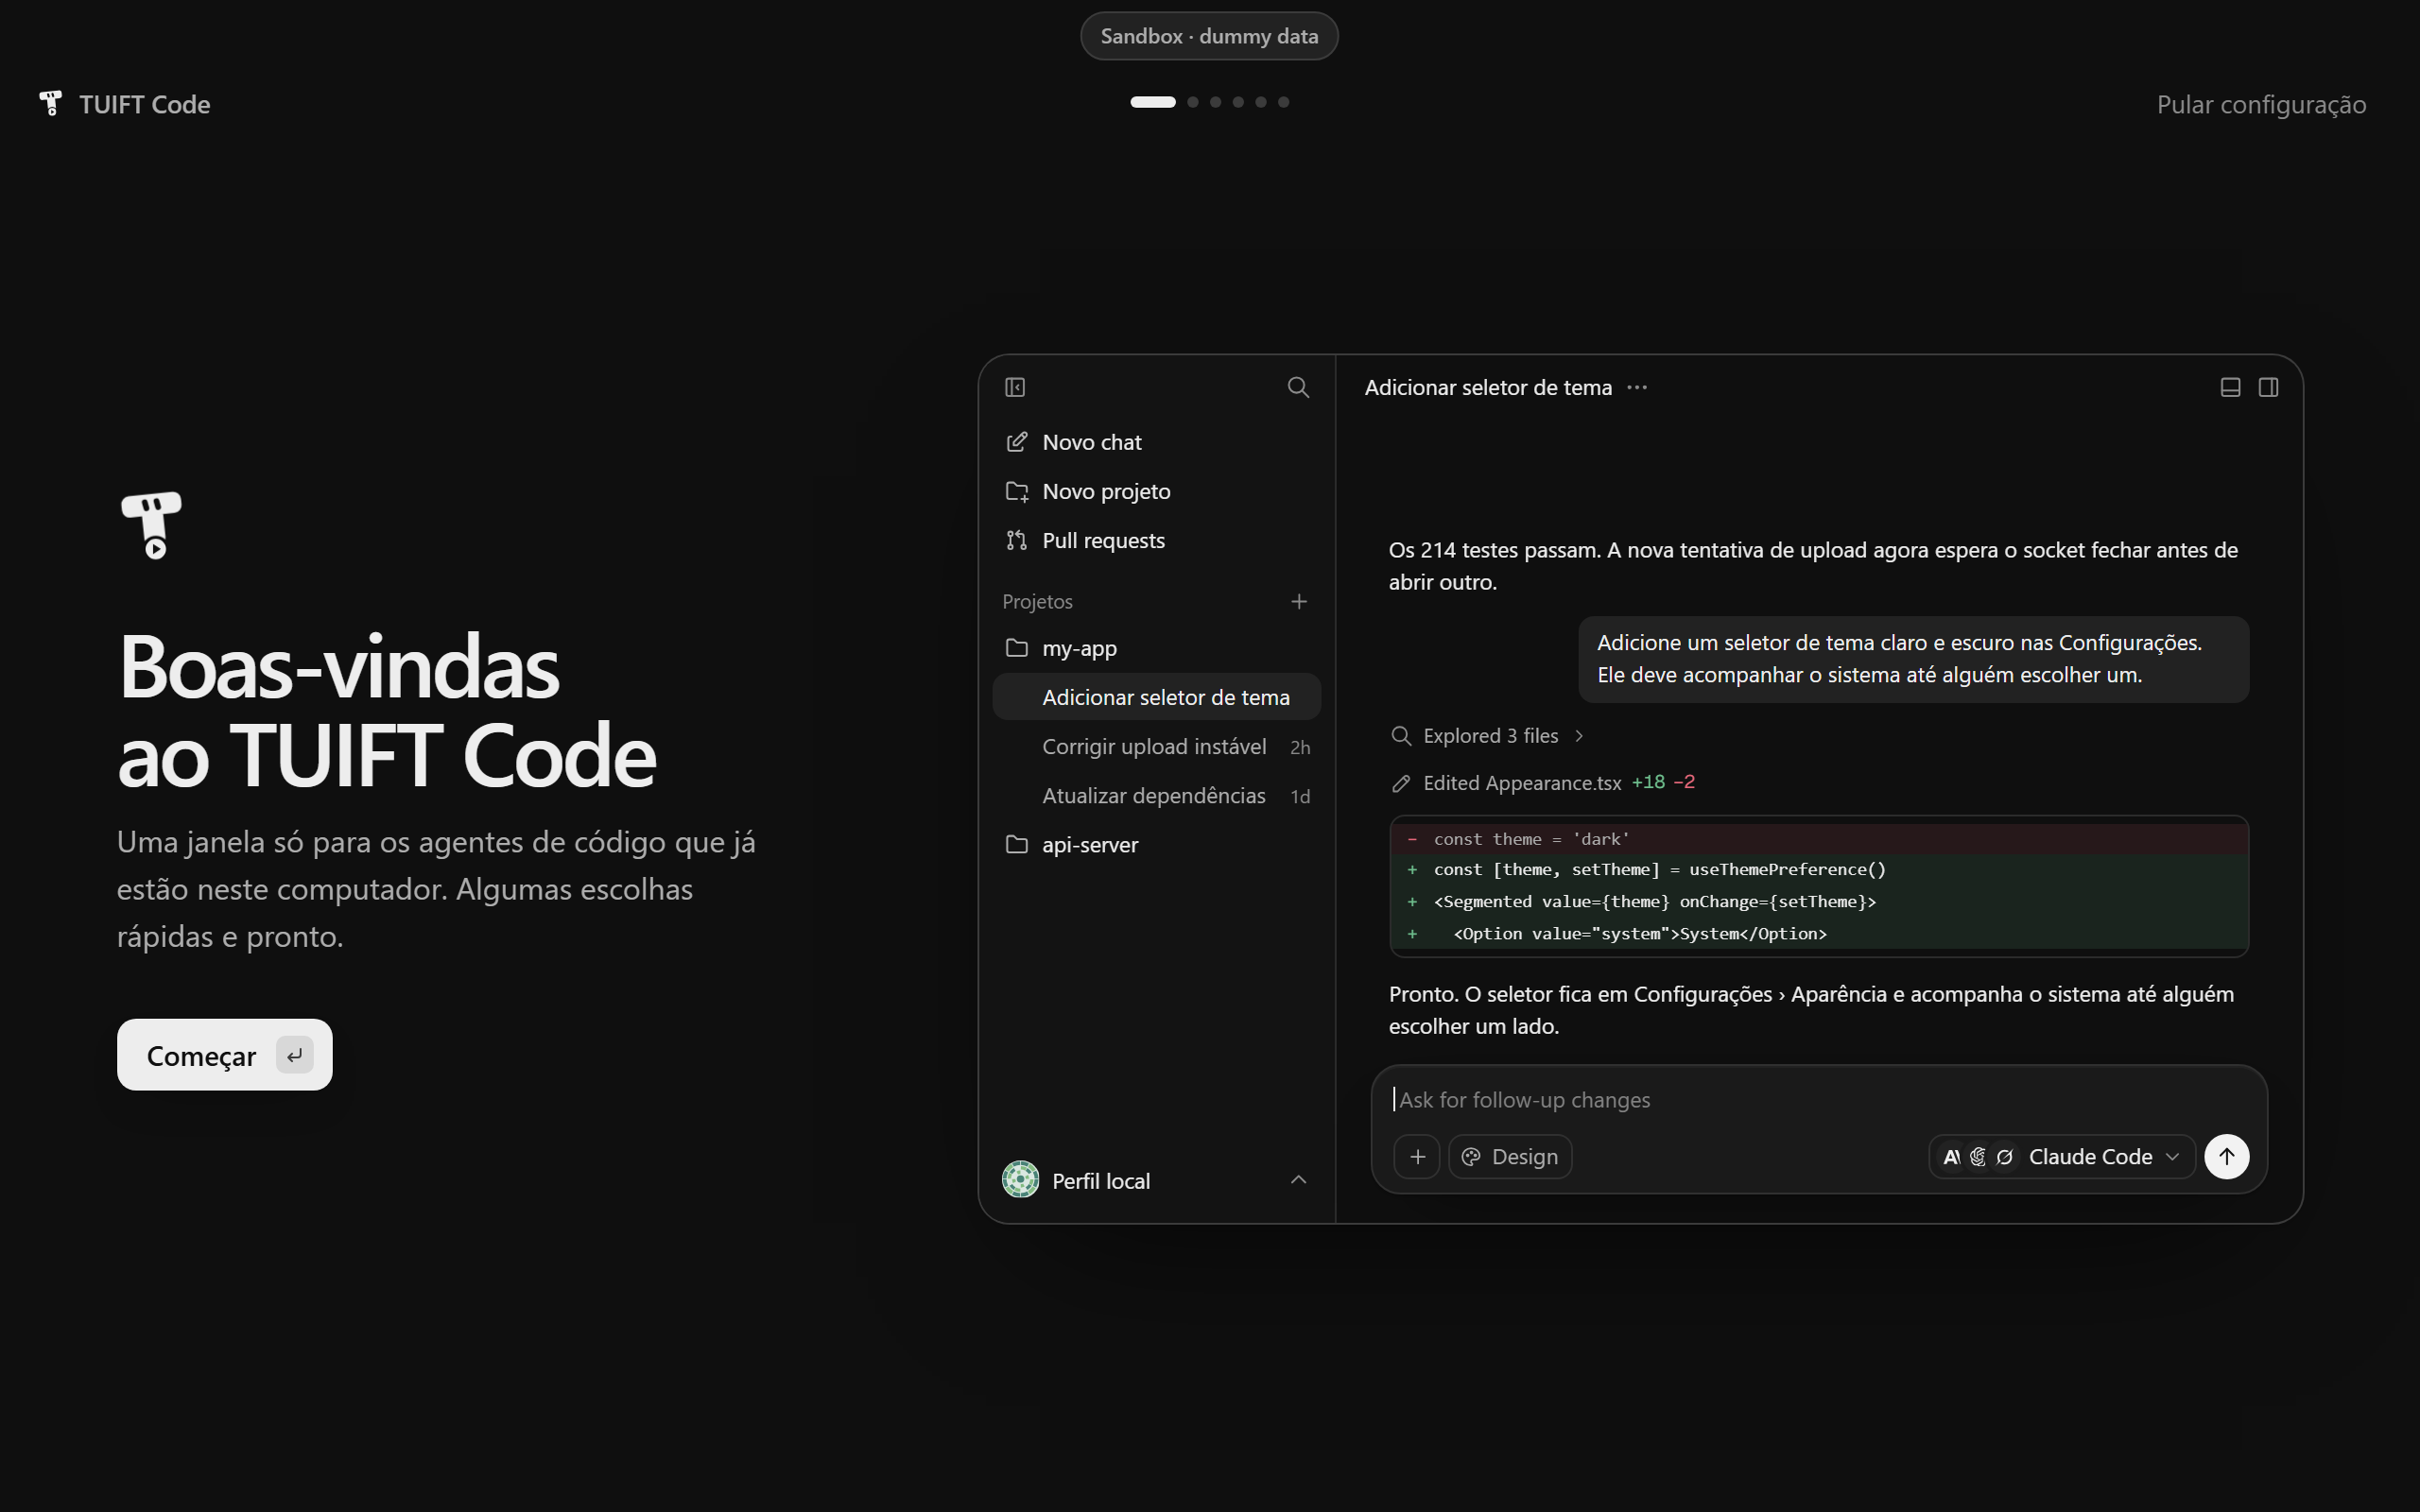 Sandbox · dummy data
TUIFT Code
Pular configuração
Boas-vindas
ao TUIFT Code
Uma janela só para os agentes de código que já
estão neste computador. Algumas escolhas
rápidas e pronto.
Começar
Novo chat
Novo projeto
Pull requests
Projetos
my-app
Adicionar seletor de tema
Corrigir upload instável 2h
Atualizar dependências 1d
api-server
Perfil local
Adicionar seletor de tema
Os 214 testes passam. A nova tentativa de upload agora espera o socket fechar antes de
abrir outro.
Adicione um seletor de tema claro e escuro nas Configurações.
Ele deve acompanhar o sistema até alguém escolher um.
Explored 3 files
Edited Appearance.tsx +18 −2
− const theme = 'dark'
+ const [theme, setTheme] = useThemePreference()
+ <Segmented value={theme} onChange={setTheme}>
+ <Option value="system">System</Option>
Pronto. O seletor fica em Configurações › Aparência e acompanha o sistema até alguém
escolher um lado.
Ask for follow-up changes
Design
Claude Code